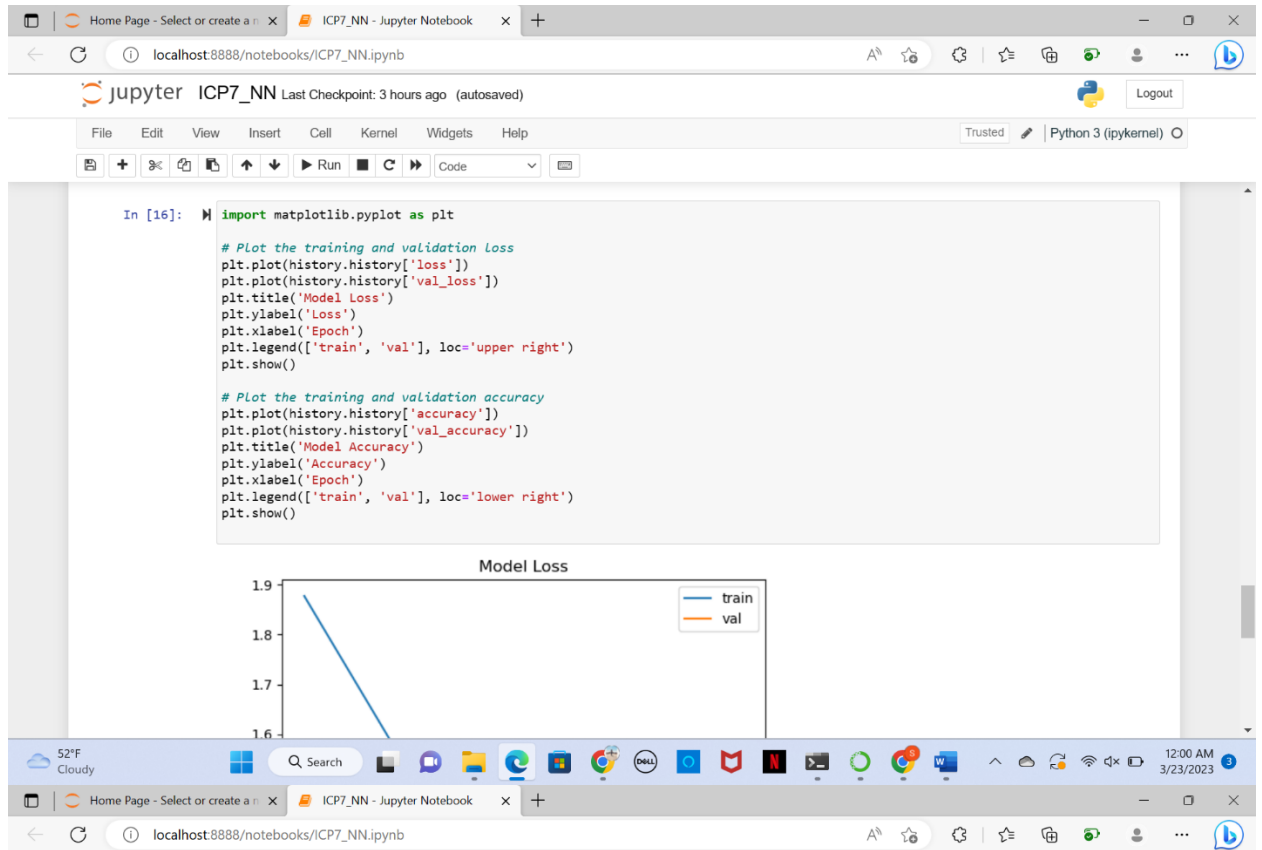 Home Page - Select or create a n
ICP7_NN - Jupyter Notebook
localhost:8888/notebooks/ICP7_NN.ipynb
jupyter ICP7_NN Last Checkpoint: 3 hours ago (autosaved)
Logout
File Edit View Insert Cell Kernel Widgets Help
Trusted Python 3 (ipykernel)
Run Code
In [16]: import matplotlib.pyplot as plt
# Plot the training and validation loss
plt.plot(history.history['loss'])
plt.plot(history.history['val_loss'])
plt.title('Model Loss')
plt.ylabel('Loss')
plt.xlabel('Epoch')
plt.legend(['train', 'val'], loc='upper right')
plt.show()
# Plot the training and validation accuracy
plt.plot(history.history['accuracy'])
plt.plot(history.history['val_accuracy'])
plt.title('Model Accuracy')
plt.ylabel('Accuracy')
plt.xlabel('Epoch')
plt.legend(['train', 'val'], loc='lower right')
plt.show()
Model Loss
1.9
train
val
1.8
1.7
1.6
52°F
Cloudy
Search
DELL
12:00 AM
3/23/2023
3
Home Page - Select or create a n
ICP7_NN - Jupyter Notebook
localhost:8888/notebooks/ICP7_NN.ipynb